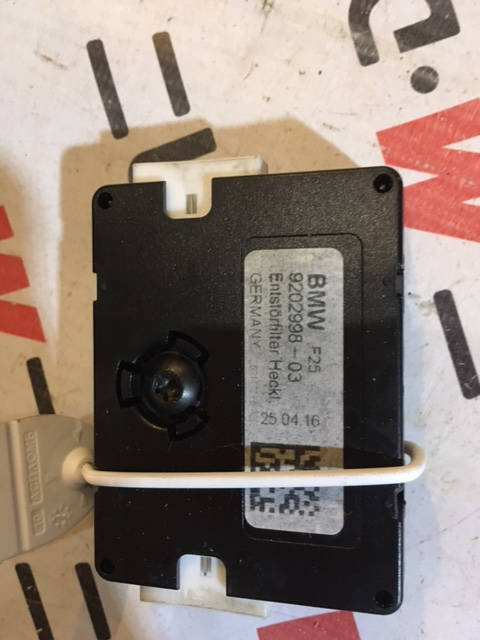 BMW F25
9202998-03
Entstörfilter Heckl.
GERMANY
25.04.16